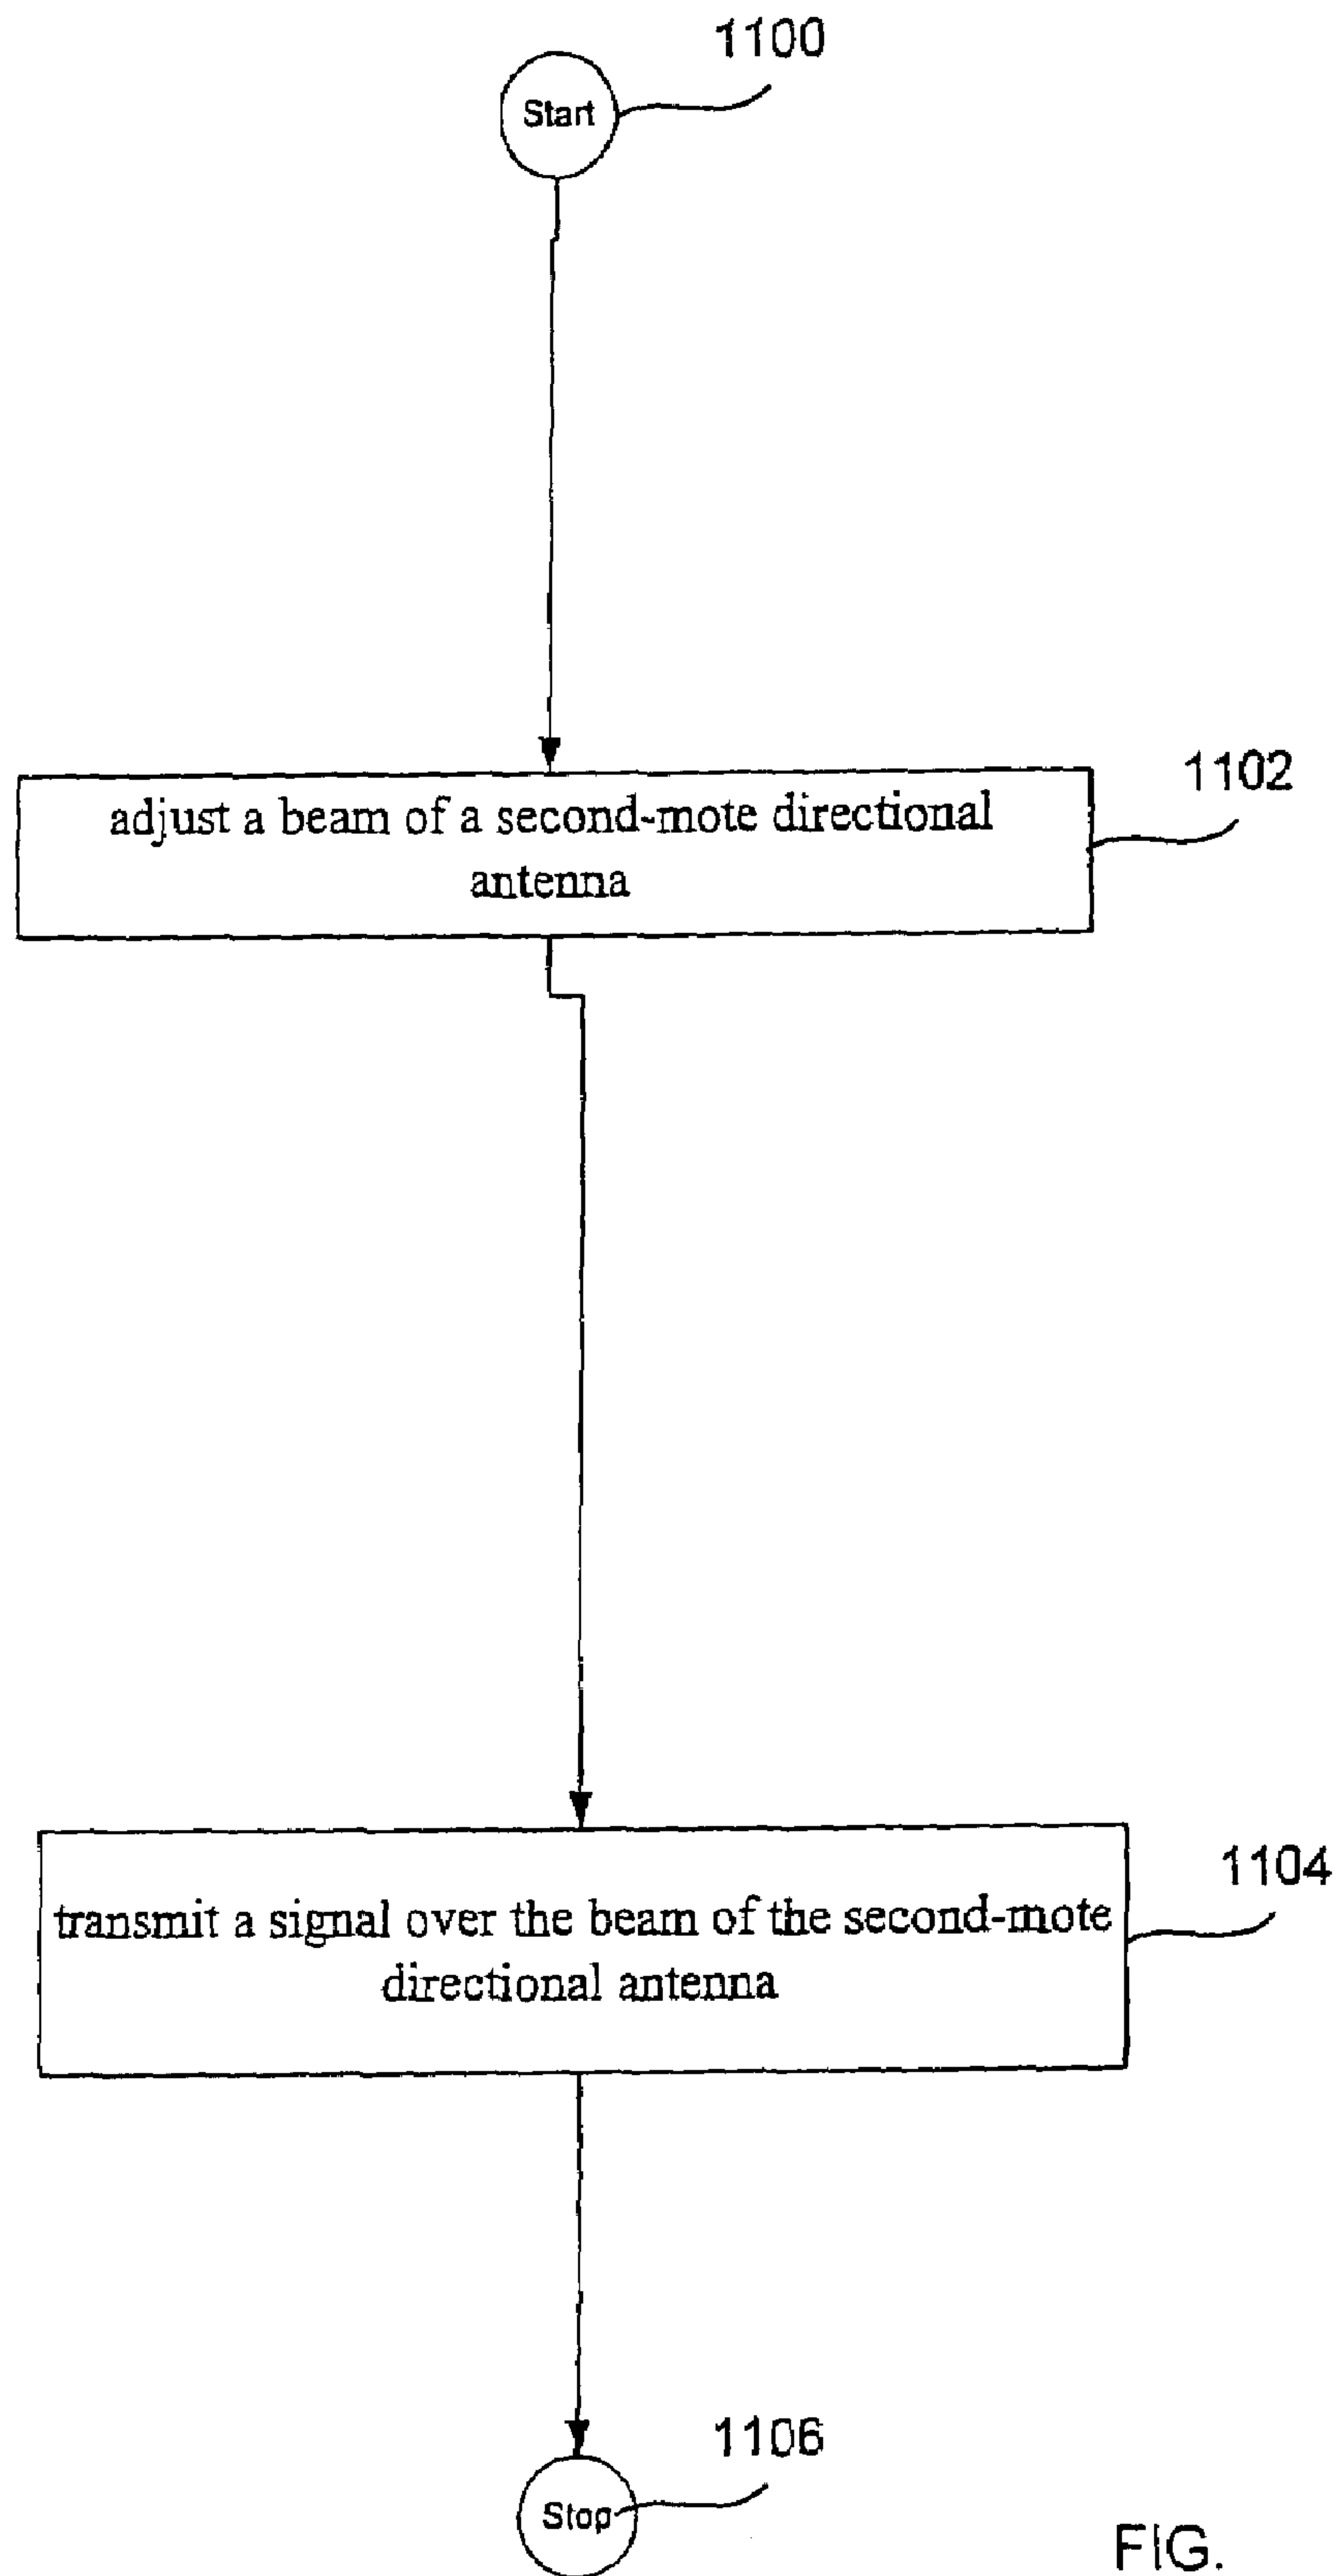 1100
Start
1102
adjust a beam of a second-mote directional
antenna
1104
transmit a signal over the beam of the second-mote
directional antenna
1106
Stop
FIG.